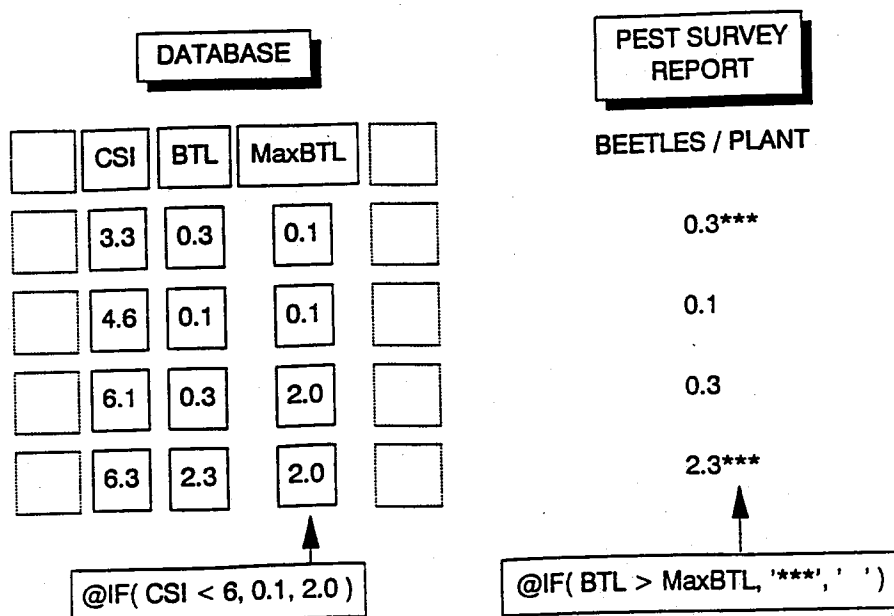 DATABASE
PEST SURVEY
REPORT
CSI BTL MaxBTL
BEETLES / PLANT
3.3 0.3 0.1
0.3***
4.6 0.1 0.1
0.1
6.1 0.3 2.0
0.3
6.3 2.3 2.0
2.3***
@IF( CSI < 6, 0.1, 2.0 )
@IF( BTL > MaxBTL, '***', ' ' )